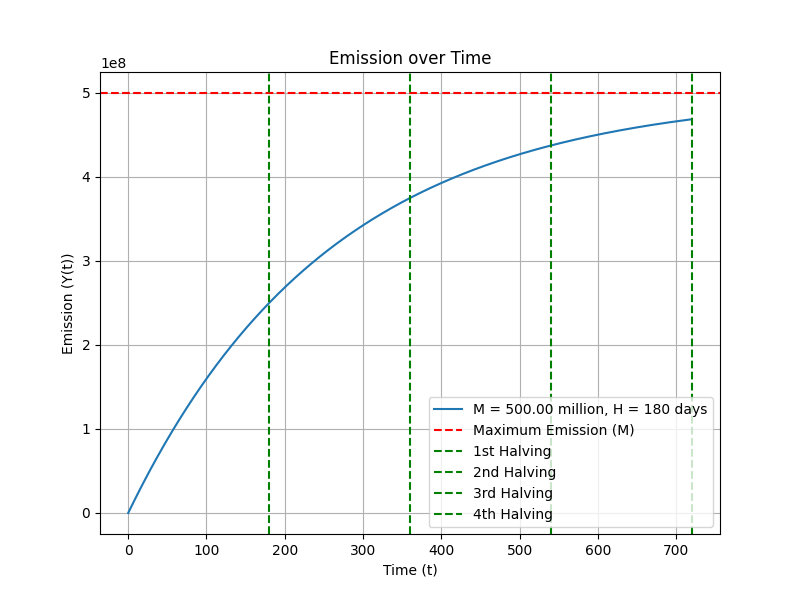 Emission over Time
1e8
5
4
3
2
1
0
Emission (Y(t))
0 100 200 300 400 500 600 700
Time (t)
M = 500.00 million, H = 180 days
Maximum Emission (M)
1st Halving
2nd Halving
3rd Halving
4th Halving